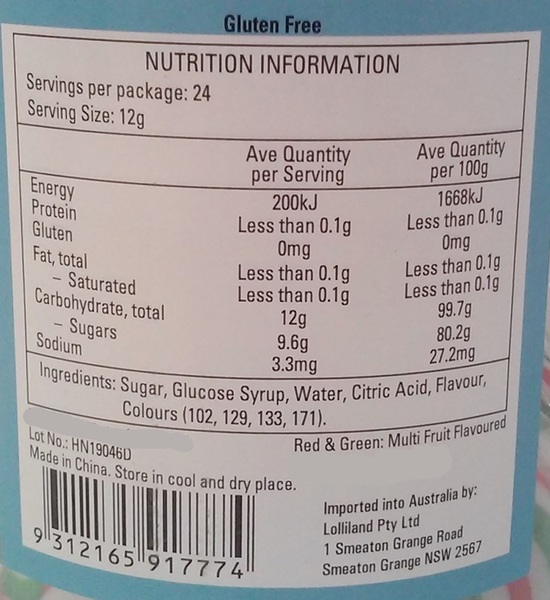 Gluten Free
NUTRITION INFORMATION
Servings per package: 24
Serving Size: 12g
Ave Quantity per Serving Ave Quantity per 100g
Energy 200kJ 1668kJ
Protein Less than 0.1g Less than 0.1g
Gluten 0mg 0mg
Fat, total Less than 0.1g Less than 0.1g
– Saturated Less than 0.1g Less than 0.1g
Carbohydrate, total 12g 99.7g
– Sugars 9.6g 80.2g
Sodium 3.3mg 27.2mg
Ingredients: Sugar, Glucose Syrup, Water, Citric Acid, Flavour,
Colours (102, 129, 133, 171).
Red & Green: Multi Fruit Flavoured
Lot No.: HN19046D
Made in China. Store in cool and dry place.
9 312165 917774
Imported into Australia by:
Lolliland Pty Ltd
1 Smeaton Grange Road
Smeaton Grange NSW 2567